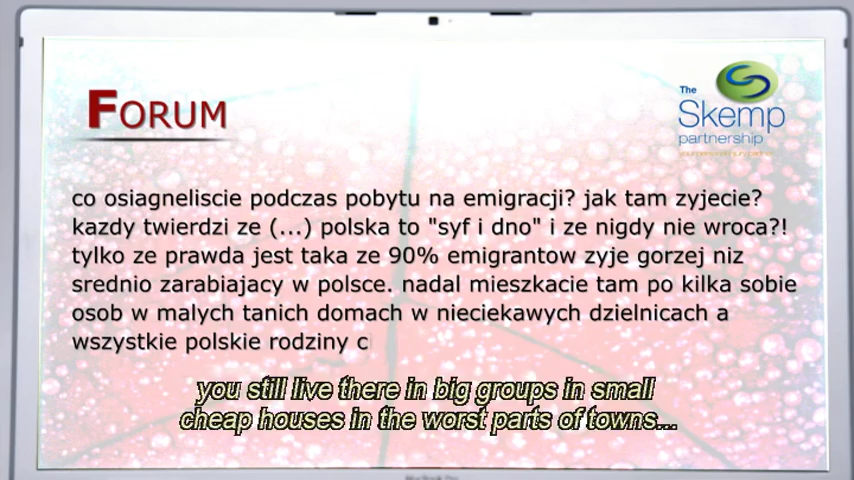 FORUM
The
Skemp
partnership
co osiagneliscie podczas pobytu na emigracji? jak tam zyjecie?
kazdy twierdzi ze (...) polska to "syf i dno" i ze nigdy nie wroca?!
tylko ze prawda jest taka ze 90% emigrantow zyje gorzej niz
srednio zarabiajacy w polsce. nadal mieszkacie tam po kilka sobie
osob w malych tanich domach w nieciekawych dzielnicach a
wszystkie polskie rodziny c
you still live there in big groups in small
cheap houses in the worst parts of towns...